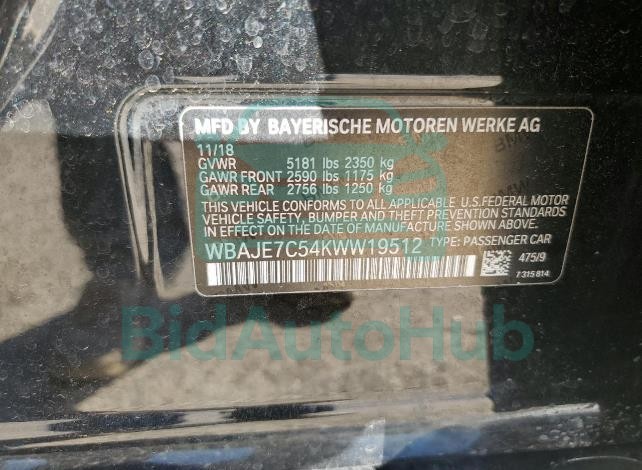 MFD BY BAYERISCHE MOTOREN WERKE AG
11/18
GVWR 5181 lbs 2350 kg
GAWR FRONT 2590 lbs 1175 kg
GAWR REAR 2756 lbs 1250 kg
THIS VEHICLE CONFORMS TO ALL APPLICABLE U.S.FEDERAL MOTOR
VEHICLE SAFETY, BUMPER AND THEFT PREVENTION STANDARDS
IN EFFECT ON THE DATE OF MANUFACTURE SHOWN ABOVE.
WBAJE7C54KWW19512 TYPE: PASSENGER CAR
475/9
7 315 814
BidAutoHub